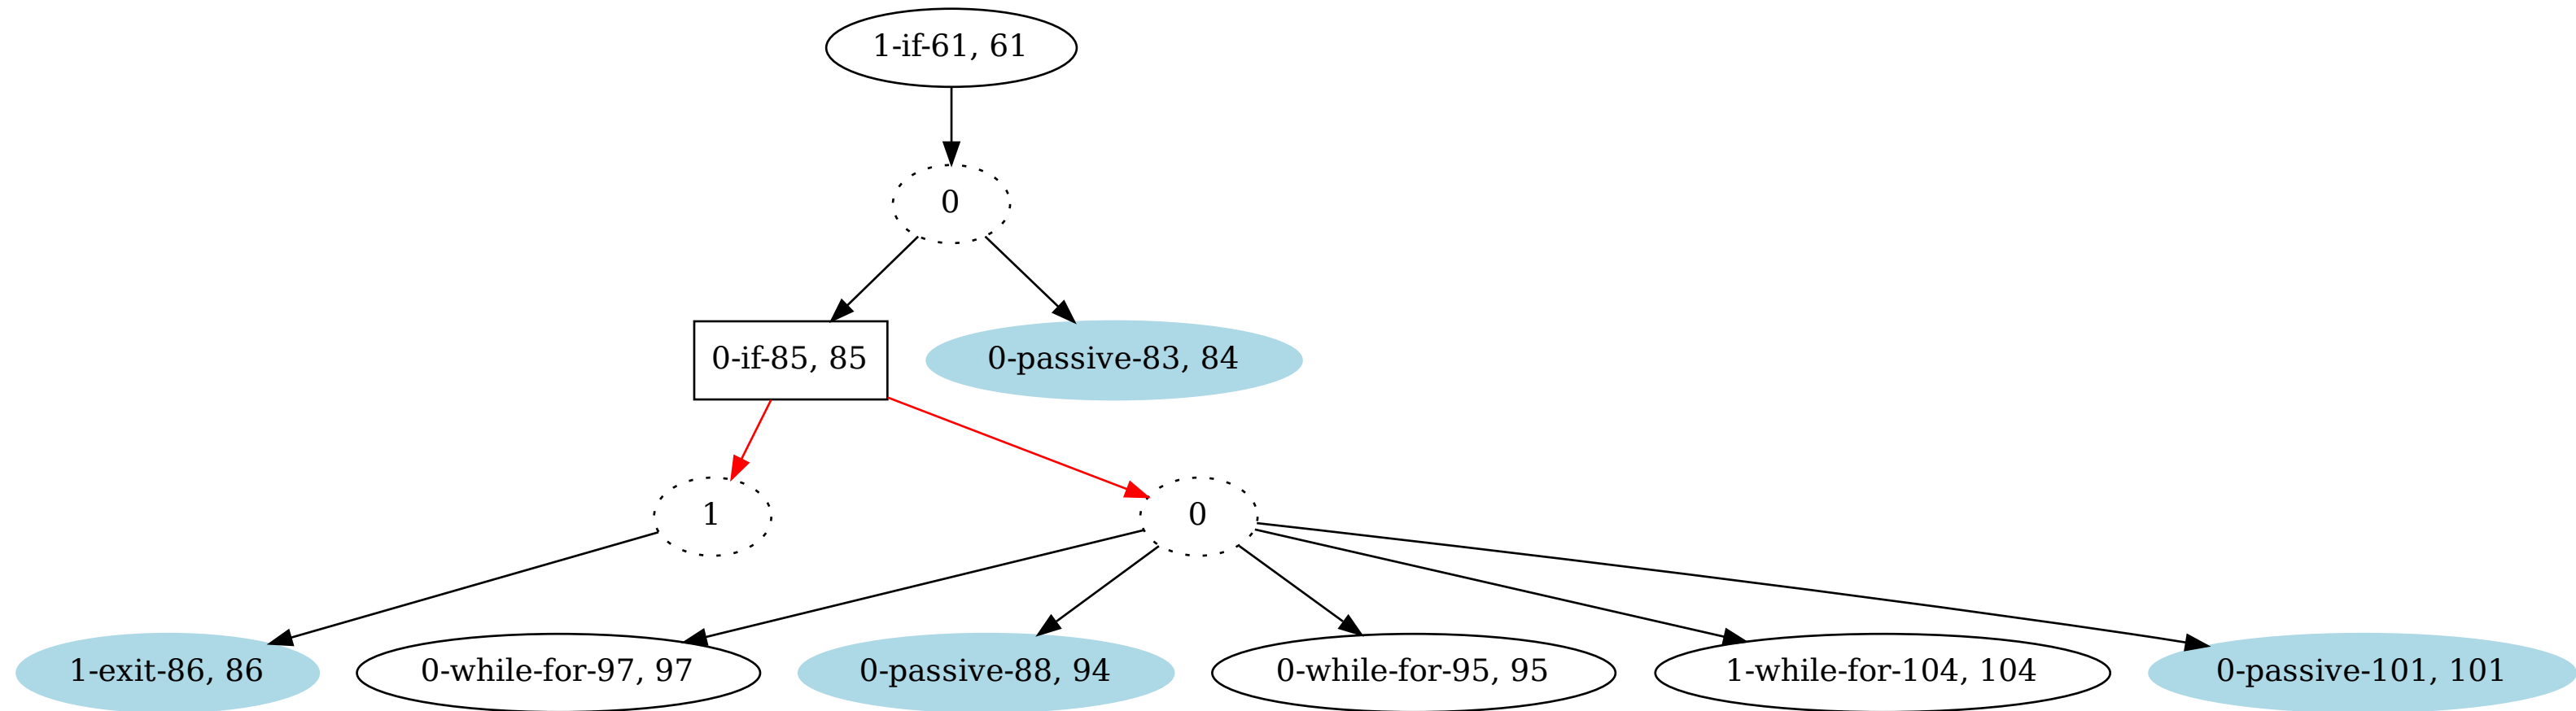 1-if-61, 61
0
0-if-85, 85
0-passive-83, 84
1
0
1-exit-86, 86
0-while-for-97, 97
0-passive-88, 94
0-while-for-95, 95
1-while-for-104, 104
0-passive-101, 101